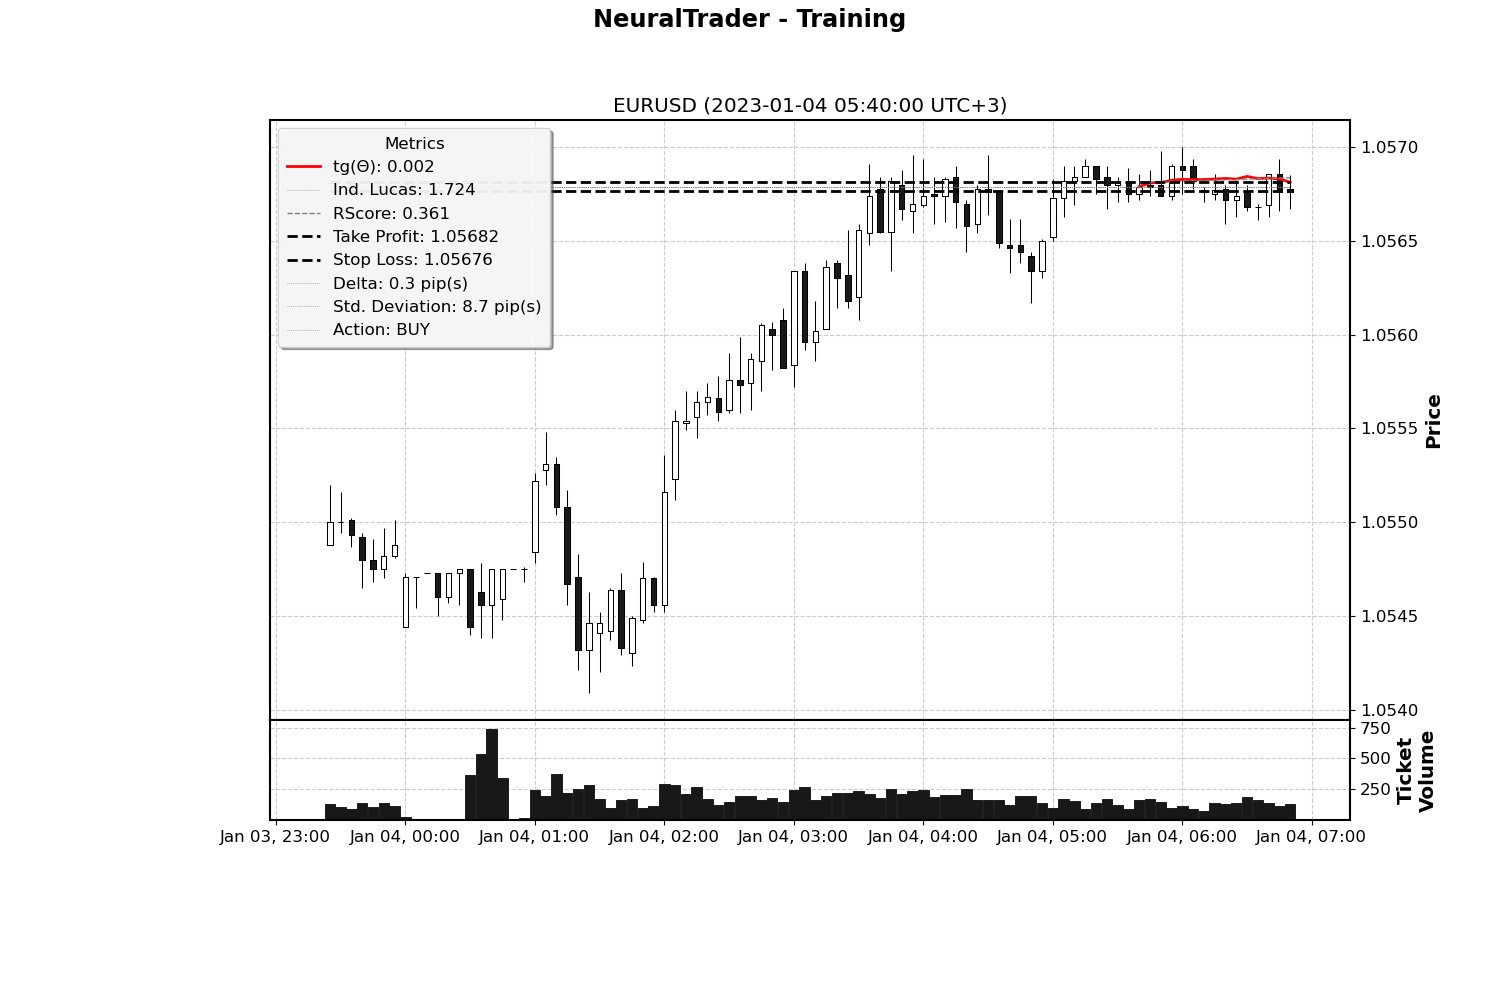 NeuralTrader - Training
EURUSD (2023-01-04 05:40:00 UTC+3)
Metrics
tg(Θ): 0.002
Ind. Lucas: 1.724
RScore: 0.361
Take Profit: 1.05682
Stop Loss: 1.05676
Delta: 0.3 pip(s)
Std. Deviation: 8.7 pip(s)
Action: BUY
1.0570
1.0565
1.0560
1.0555
1.0550
1.0545
1.0540
Price
750
500
250
Ticket
Volume
Jan 03, 23:00 Jan 04, 00:00 Jan 04, 01:00 Jan 04, 02:00 Jan 04, 03:00 Jan 04, 04:00 Jan 04, 05:00 Jan 04, 06:00 Jan 04, 07:00